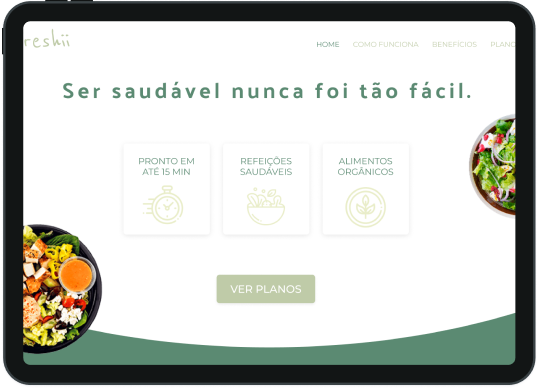 reshii
HOME COMO FUNCIONA BENEFÍCIOS PLANO
Ser saudável nunca foi tão fácil.
PRONTO EM
ATÉ 15 MIN
REFEIÇÕES
SAUDÁVEIS
ALIMENTOS
ORGÂNICOS
VER PLANOS